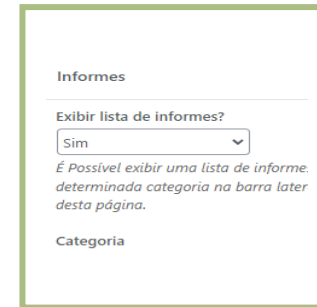 Informes
Exibir lista de informes?
Sim
É Possível exibir uma lista de informe
determinada categoria na barra later
desta página.
Categoria